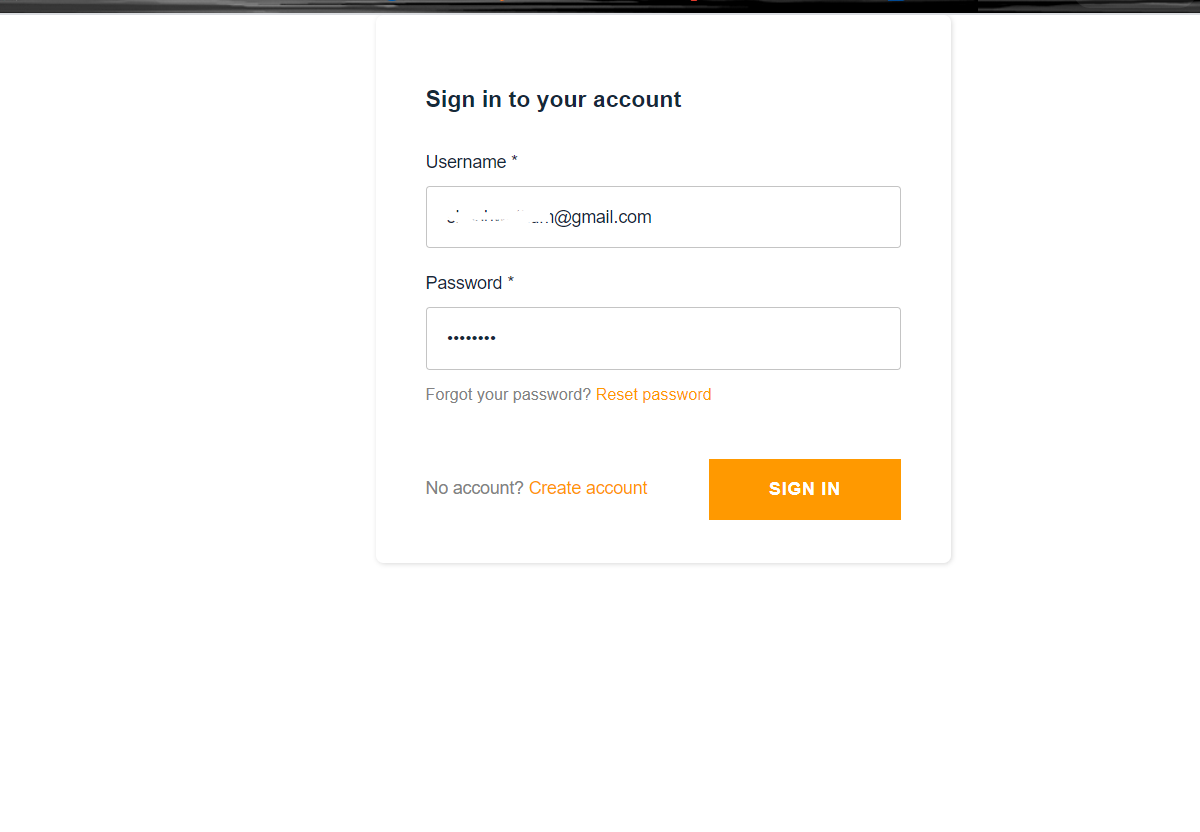 Sign in to your account
Username *
@gmail.com
Password *
••••••••
Forgot your password? Reset password
No account? Create account
SIGN IN